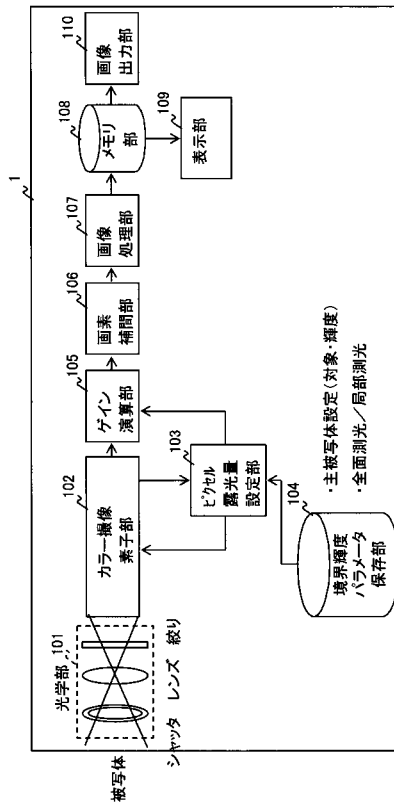 1
被写体
光学部
101
シャッタ レンズ 絞り
102
カラー撮像
素子部
103
ピクセル
露光量
設定部
104
境界輝度
パラメータ
保存部
・主被写体設定(対象・輝度)
・全面測光/局部測光
105
ゲイン
演算部
106
画素
補間部
107
画像
処理部
108
メモリ
部
109
表示部
110
画像
出力部